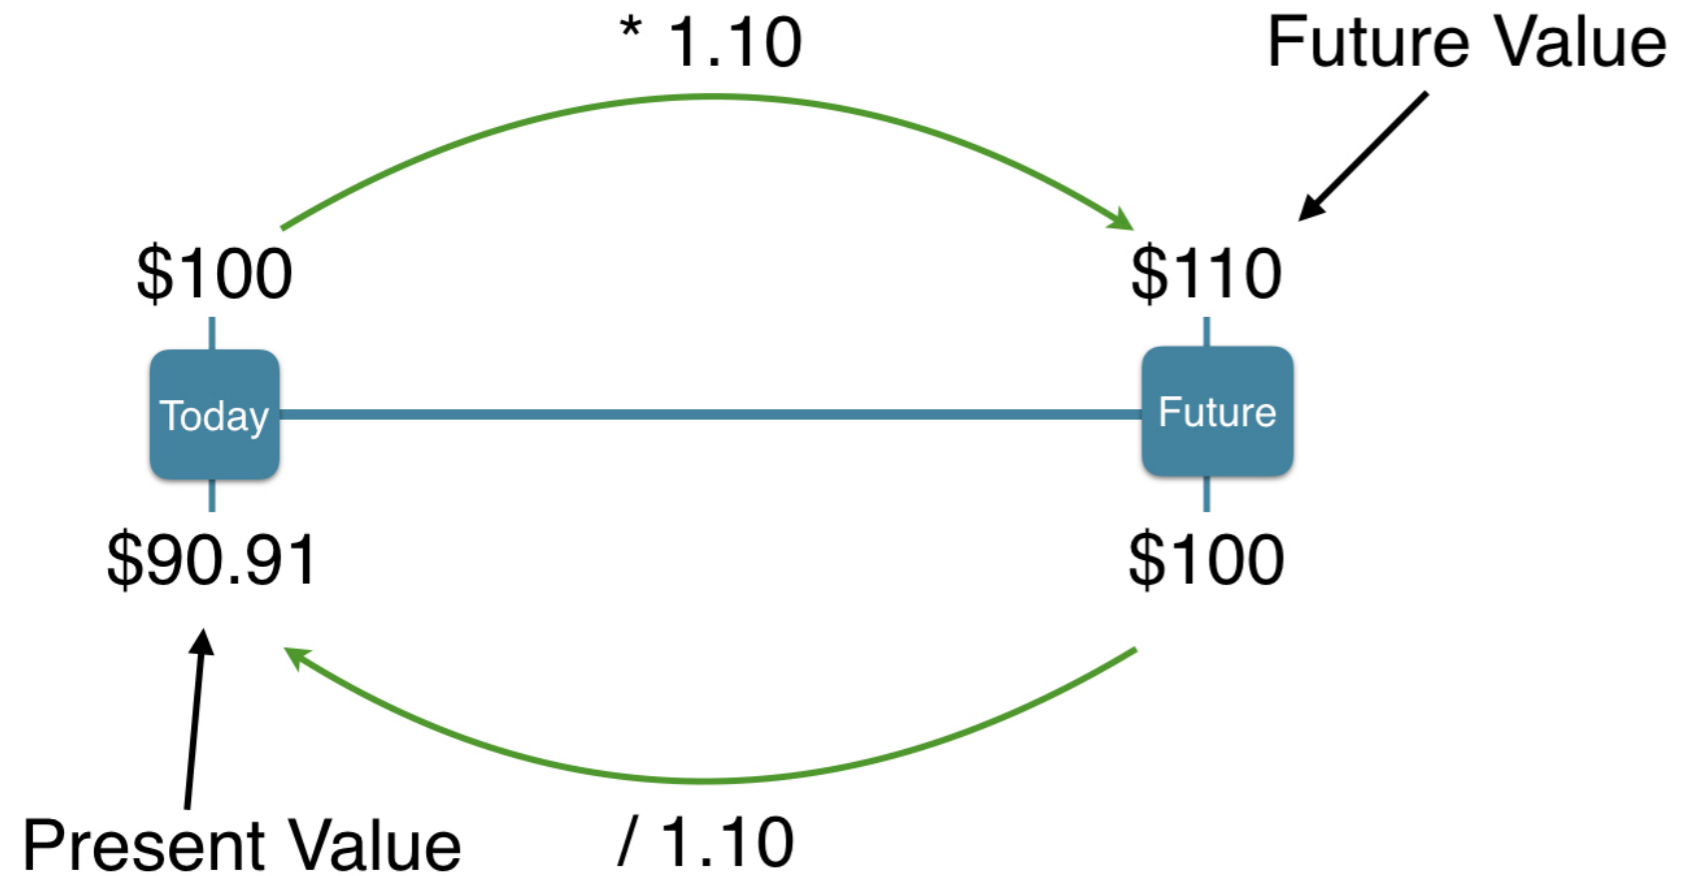 * 1.10
Future Value
$100
$110
Today
Future
$90.91
$100
Present Value
/ 1.10